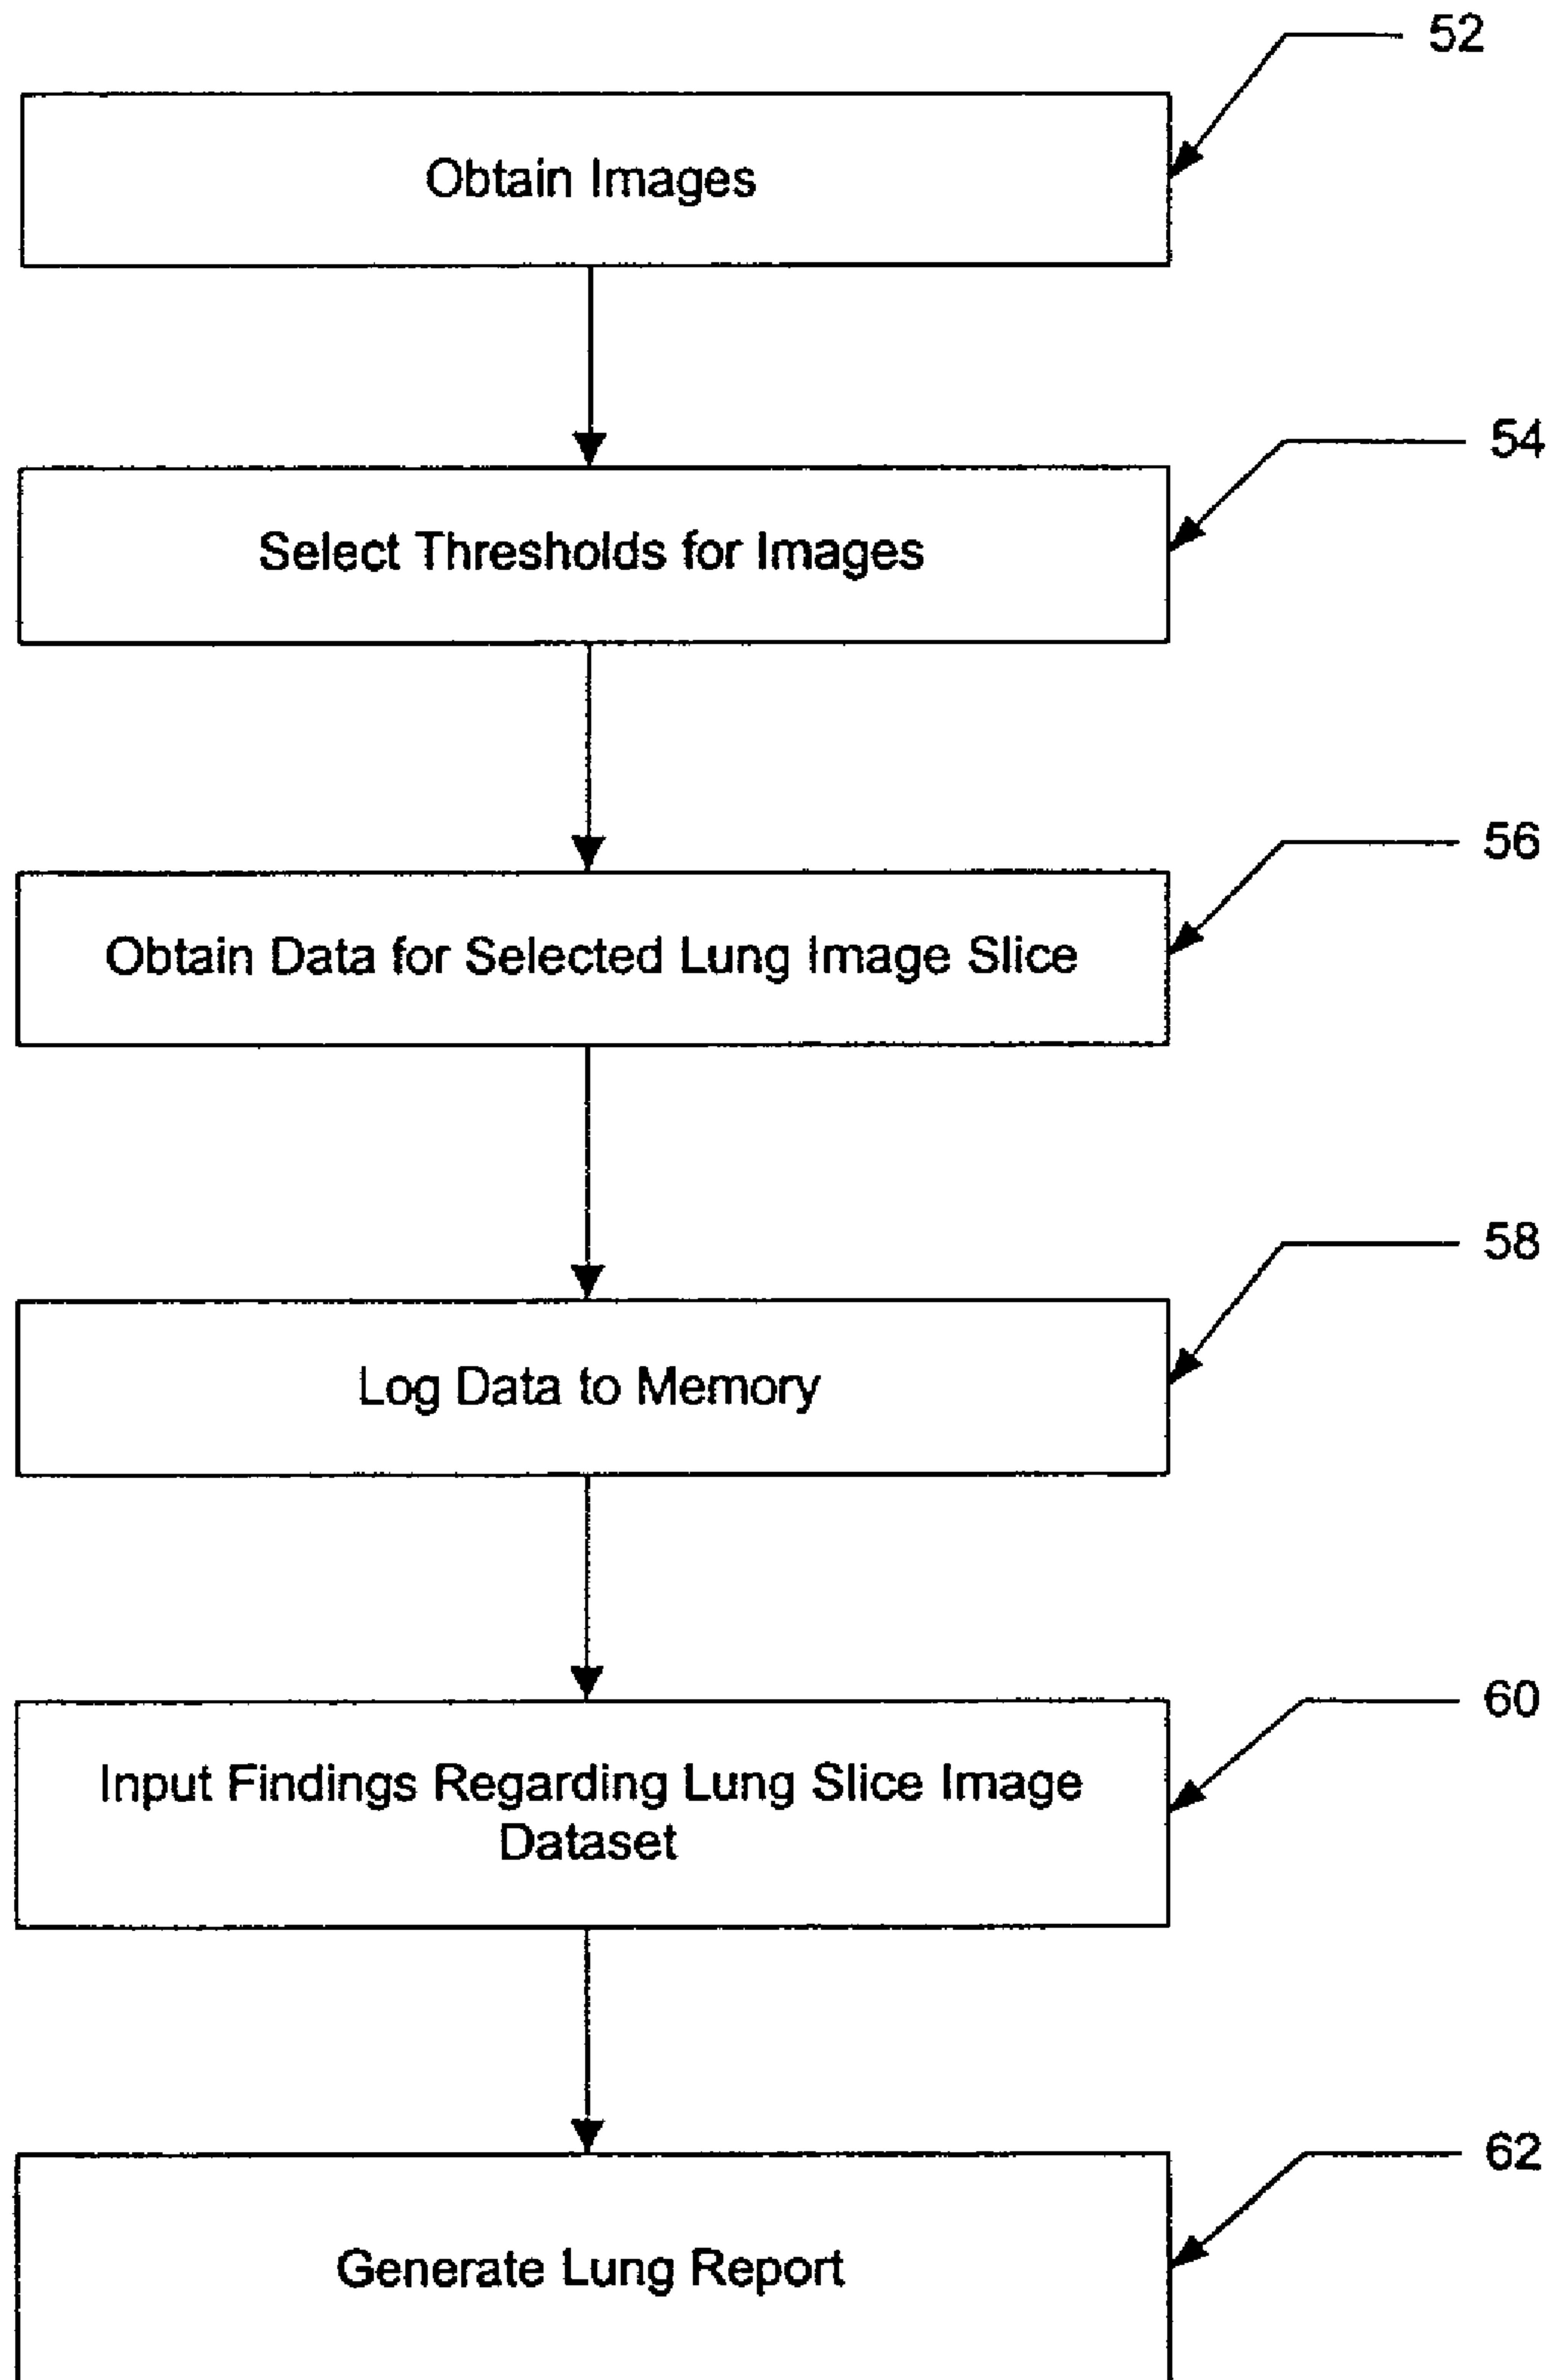 52
Obtain Images
54
Select Thresholds for Images
56
Obtain Data for Selected Lung Image Slice
58
Log Data to Memory
60
Input Findings Regarding Lung Slice Image
Dataset
62
Generate Lung Report